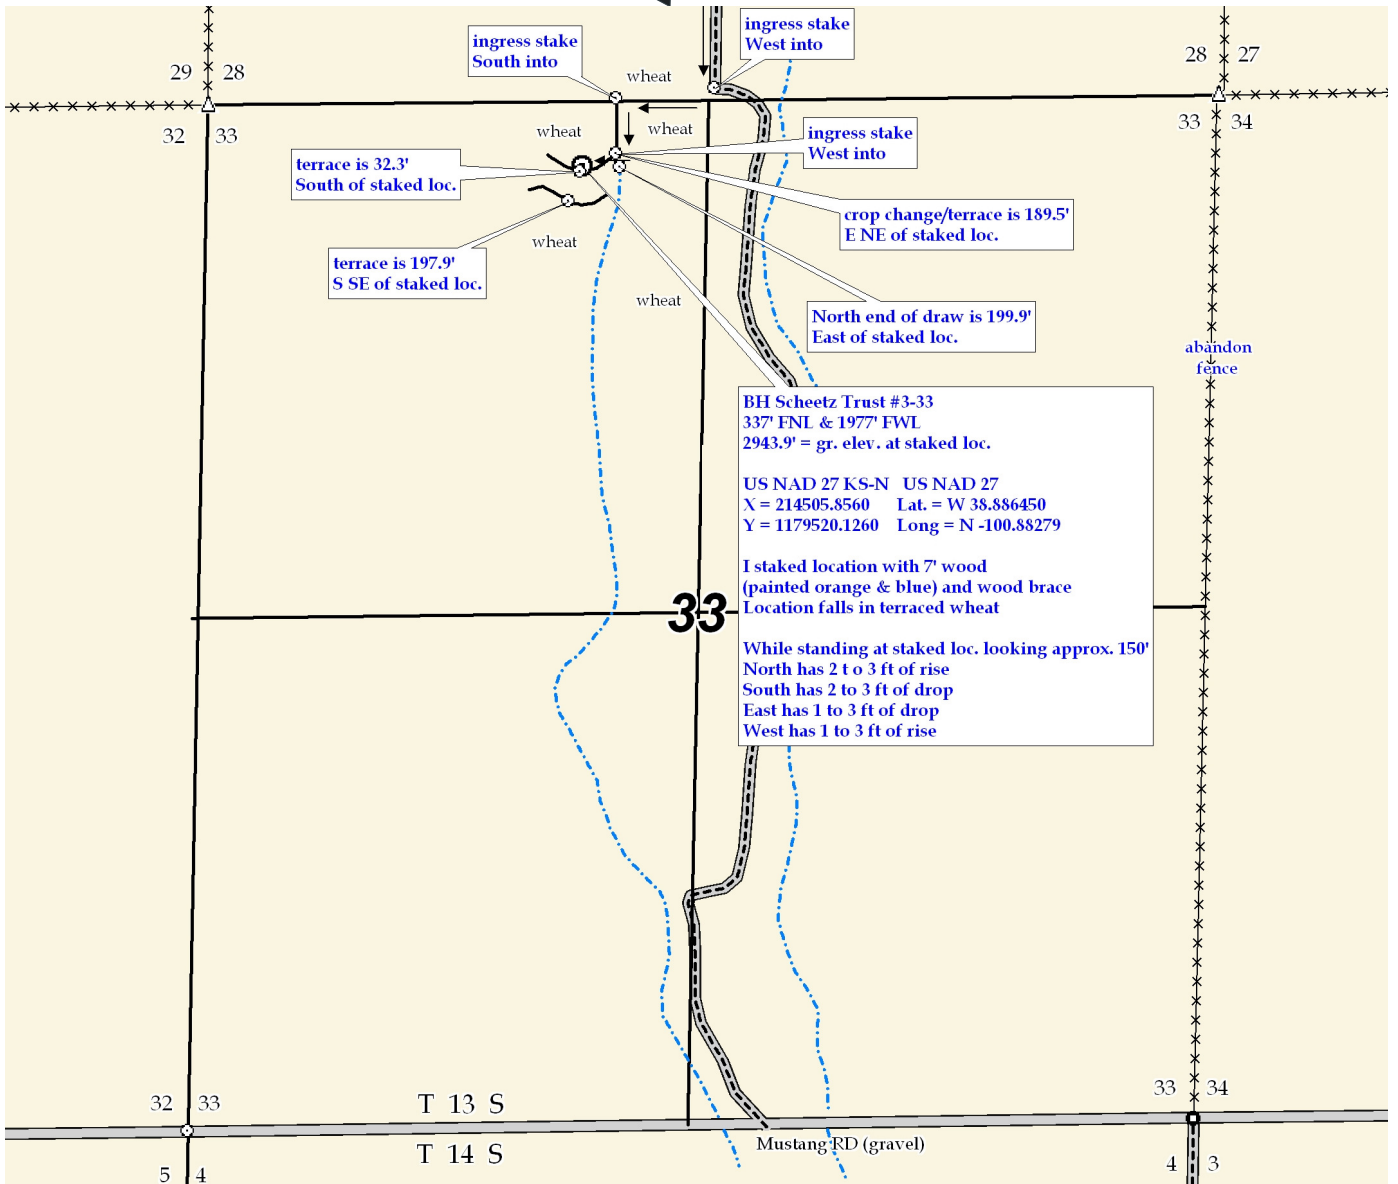 ingress stake
South into
ingress stake
West into
29 28
28 27
wheat
32 33
33 34
wheat
wheat
ingress stake
West into
terrace is 32.3'
South of staked loc.
crop change/terrace is 189.5'
E NE of staked loc.
wheat
terrace is 197.9'
S SE of staked loc.
wheat
North end of draw is 199.9'
East of staked loc.
abandon
fence
BH Scheetz Trust #3-33
337' FNL & 1977' FWL
2943.9' = gr. elev. at staked loc.
US NAD 27 KS-N US NAD 27
X = 214505.8560 Lat. = W 38.886450
Y = 1179520.1260 Long = N -100.88279
I staked location with 7' wood
(painted orange & blue) and wood brace
Location falls in terraced wheat
33
While standing at staked loc. looking approx. 150'
North has 2 t o 3 ft of rise
South has 2 to 3 ft of drop
East has 1 to 3 ft of drop
West has 1 to 3 ft of rise
32 33
T 13 S
33 34
T 14 S
Mustang RD (gravel)
5 4
4 3